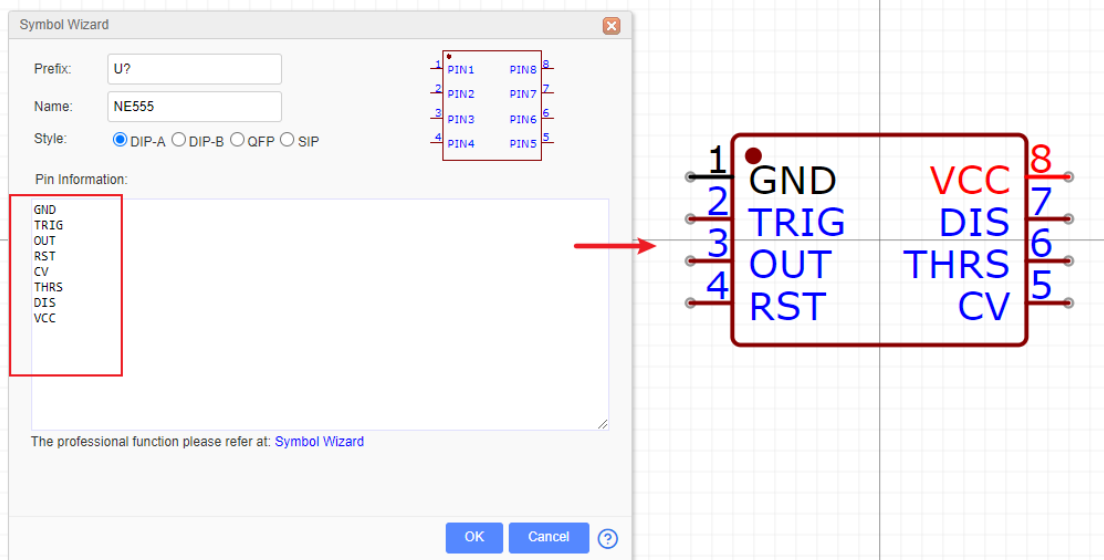 Symbol Wizard
Prefix: U?
Name: NE555
Style: DIP-A DIP-B QFP SIP
1 PIN1 PIN8 8
2 PIN2 PIN7 7
3 PIN3 PIN6 6
4 PIN4 PIN5 5
Pin Information:
GND
TRIG
OUT
RST
CV
THRS
DIS
VCC
The professional function please refer at: Symbol Wizard
OK Cancel ?
1 GND VCC 8
2 TRIG DIS 7
3 OUT THRS 6
4 RST CV 5